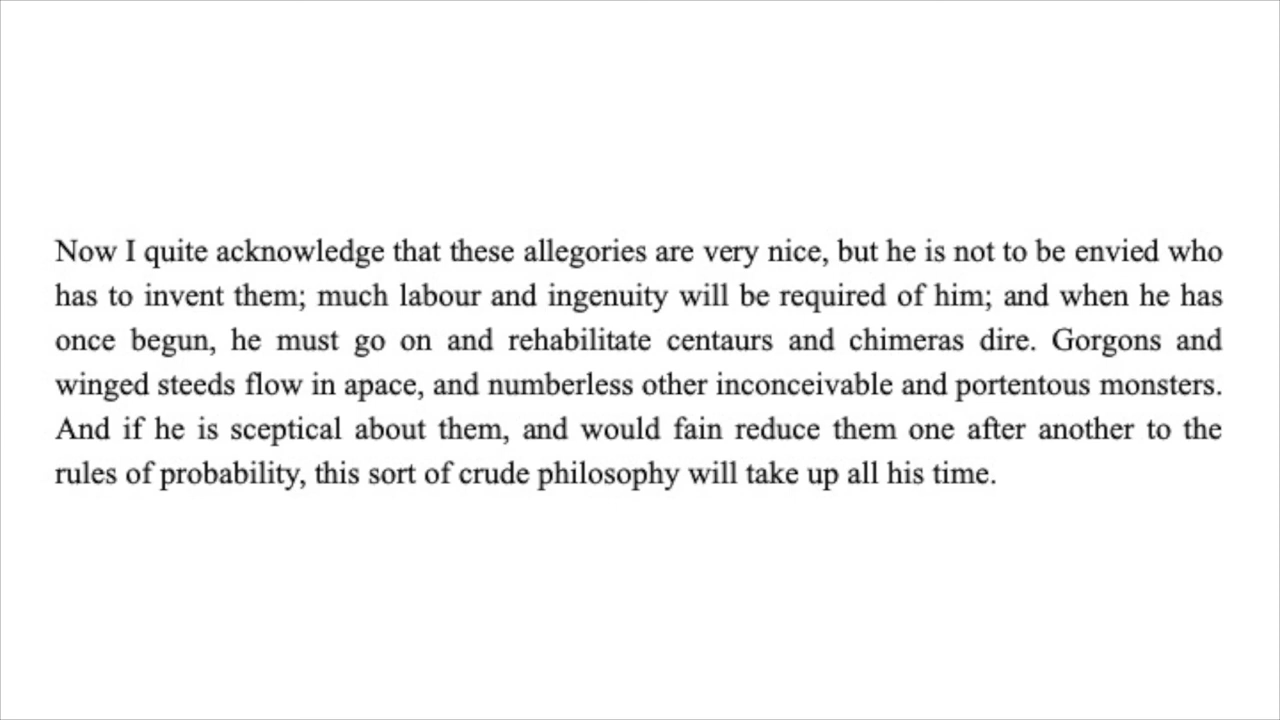 Now I quite acknowledge that these allegories are very nice, but he is not to be envied who
has to invent them; much labour and ingenuity will be required of him; and when he has
once begun, he must go on and rehabilitate centaurs and chimeras dire. Gorgons and
winged steeds flow in apace, and numberless other inconceivable and portentous monsters.
And if he is sceptical about them, and would fain reduce them one after another to the
rules of probability, this sort of crude philosophy will take up all his time.